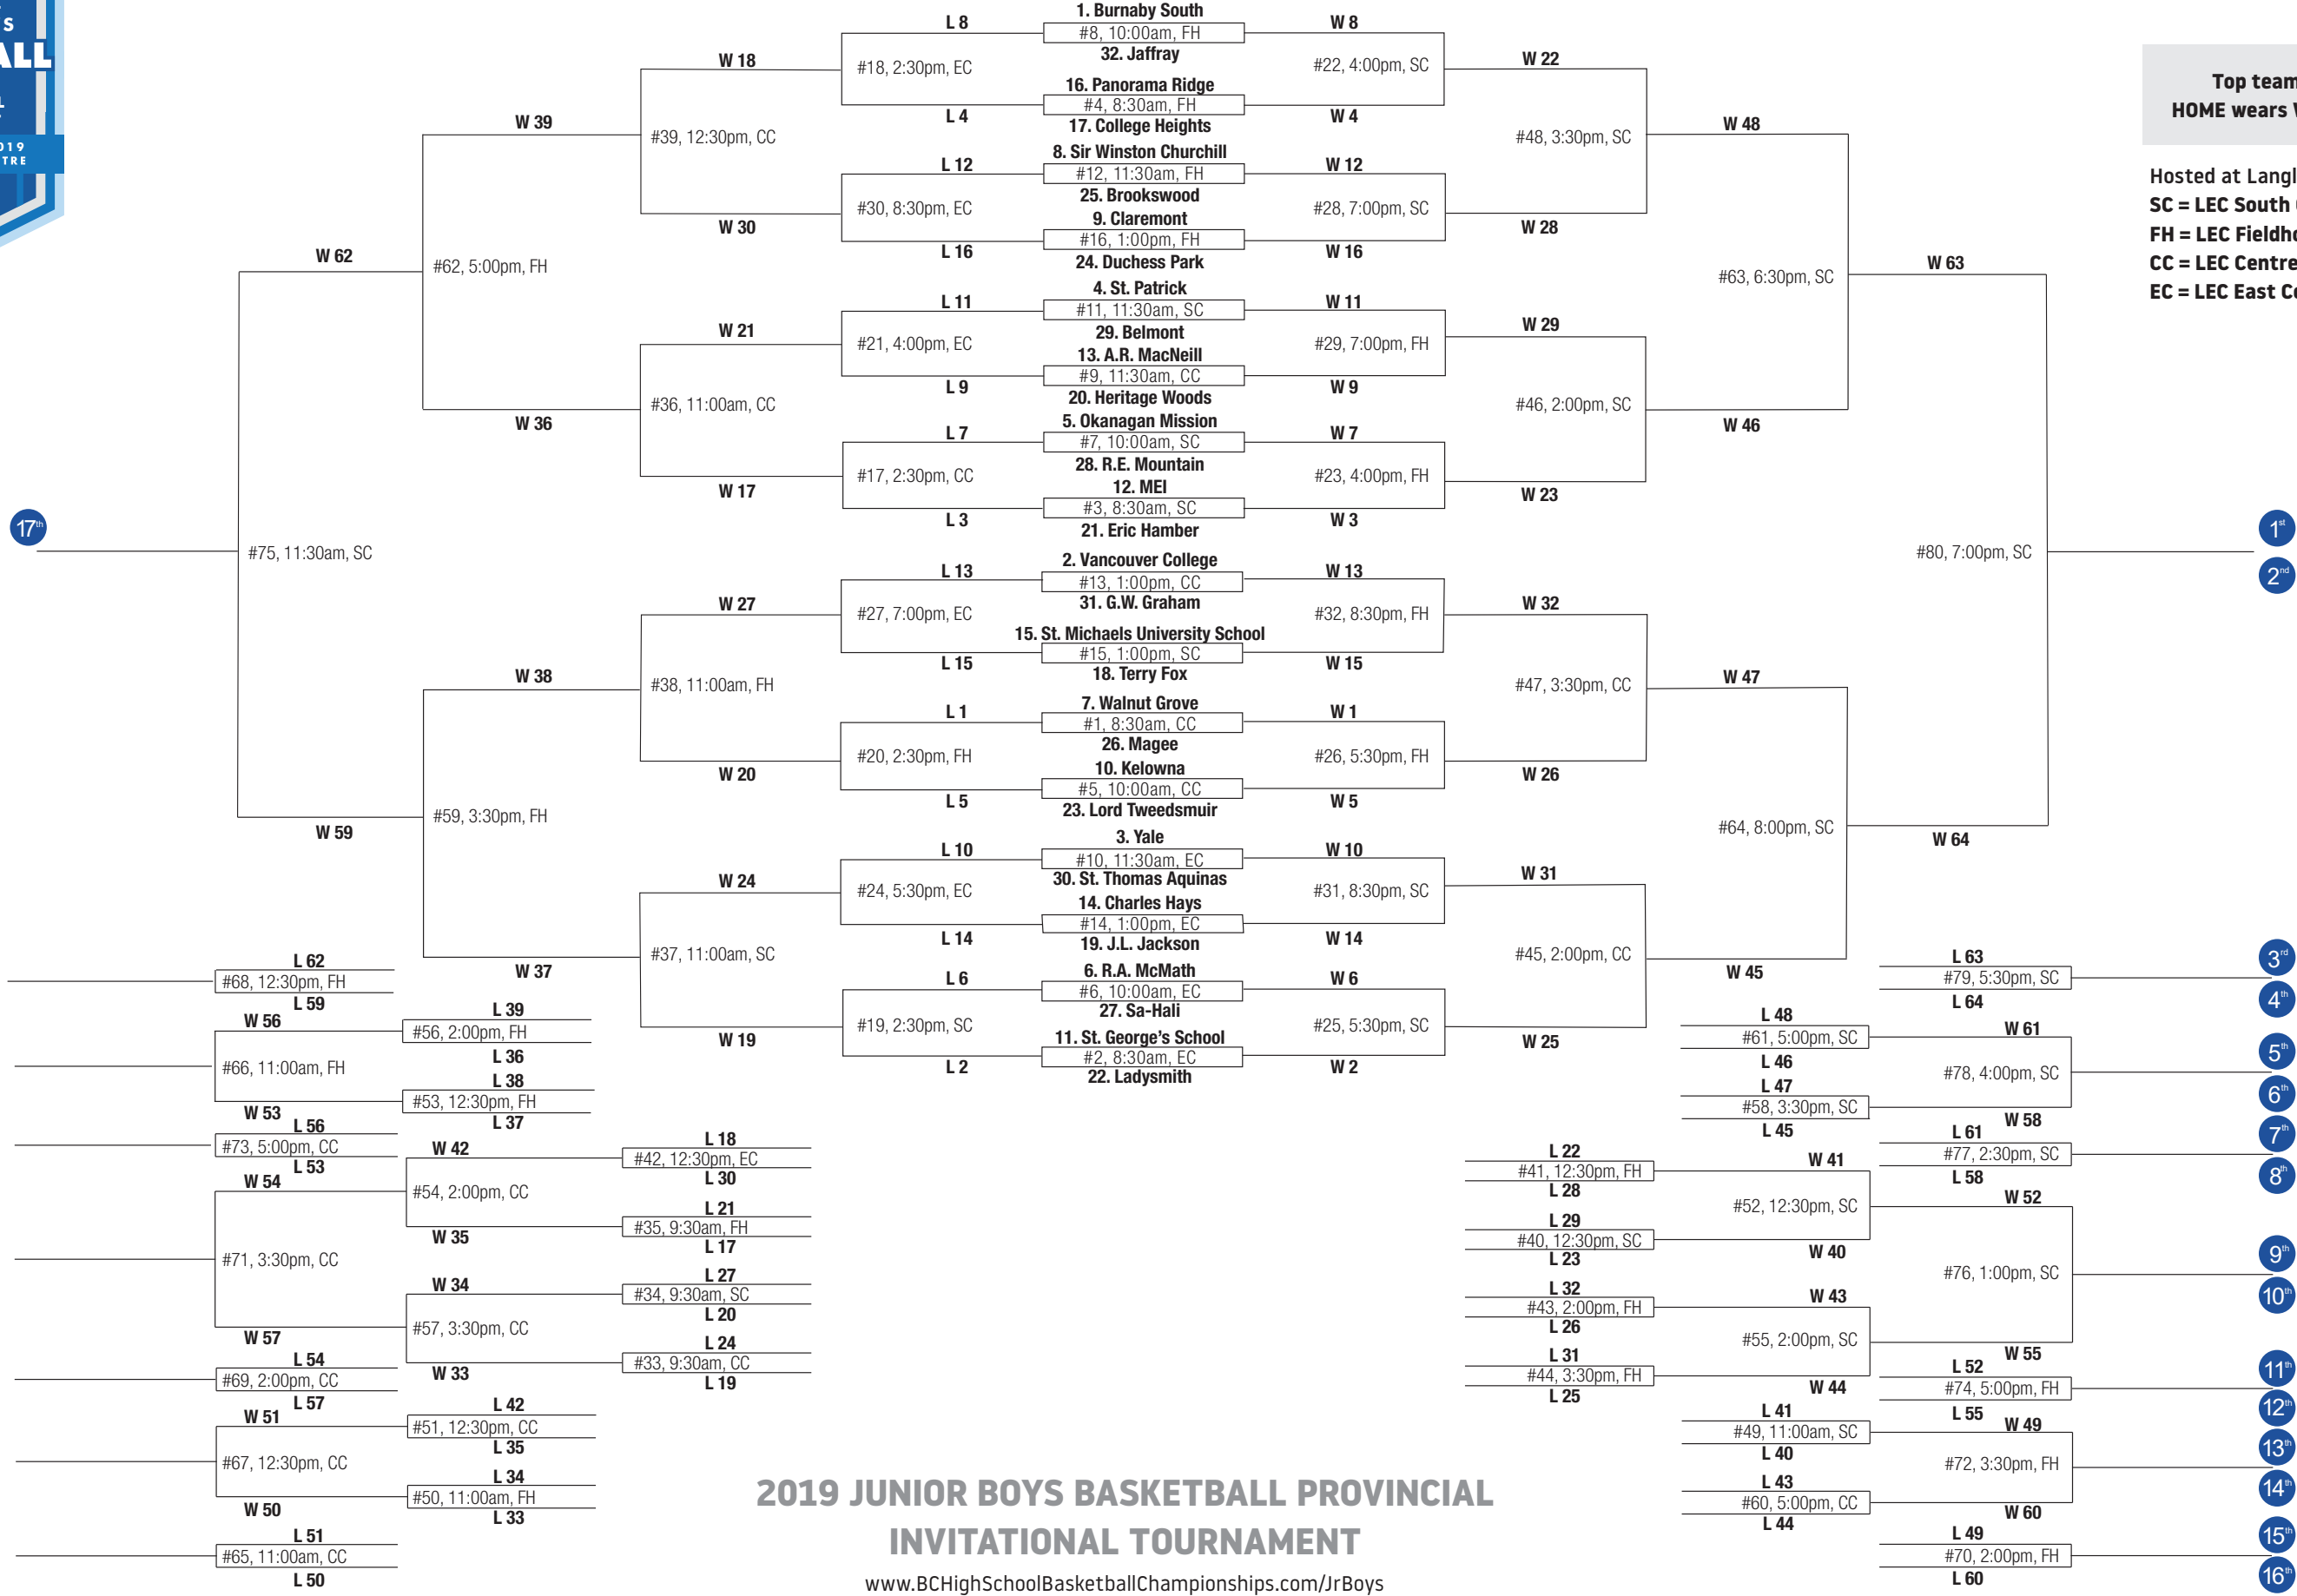 S
ALL
2019
TRE
Top team
HOME wears
Hosted at Langl
SC = LEC South
FH = LEC Fieldho
CC = LEC Centre
EC = LEC East Co
1. Burnaby South
#8, 10:00am, FH
32. Jaffray
16. Panorama Ridge
#4, 8:30am, FH
17. College Heights
8. Sir Winston Churchill
#12, 11:30am, FH
25. Brookswood
9. Claremont
#16, 1:00pm, FH
24. Duchess Park
4. St. Patrick
#11, 11:30am, SC
29. Belmont
13. A.R. MacNeill
#9, 11:30am, CC
20. Heritage Woods
5. Okanagan Mission
#7, 10:00am, SC
28. R.E. Mountain
12. MEI
#3, 8:30am, SC
21. Eric Hamber
2. Vancouver College
#13, 1:00pm, CC
31. G.W. Graham
15. St. Michaels University School
#15, 1:00pm, SC
18. Terry Fox
7. Walnut Grove
#1, 8:30am, CC
26. Magee
10. Kelowna
#5, 10:00am, CC
23. Lord Tweedsmuir
3. Yale
#10, 11:30am, EC
30. St. Thomas Aquinas
14. Charles Hays
#14, 1:00pm, EC
19. J.L. Jackson
6. R.A. McMath
#6, 10:00am, EC
27. Sa-Hali
11. St. George’s School
#2, 8:30am, EC
22. Ladysmith
L 8
#18, 2:30pm, EC
L 4
L 12
#30, 8:30pm, EC
L 16
L 11
#21, 4:00pm, EC
L 9
L 7
#17, 2:30pm, CC
L 3
L 13
#27, 7:00pm, EC
L 15
L 1
#20, 2:30pm, FH
L 5
L 10
#24, 5:30pm, EC
L 14
L 6
#19, 2:30pm, SC
L 2
W 18
#39, 12:30pm, CC
W 30
W 21
#36, 11:00am, CC
W 17
W 27
#38, 11:00am, FH
W 20
W 24
#37, 11:00am, SC
W 19
W 39
#62, 5:00pm, FH
W 36
W 38
#59, 3:30pm, FH
W 37
W 62
#75, 11:30am, SC
W 59
17th
W 8
#22, 4:00pm, SC
W 4
W 12
#28, 7:00pm, SC
W 16
W 11
#29, 7:00pm, FH
W 9
W 7
#23, 4:00pm, FH
W 3
W 13
#32, 8:30pm, FH
W 15
W 1
#26, 5:30pm, FH
W 5
W 10
#31, 8:30pm, SC
W 14
W 6
#25, 5:30pm, SC
W 2
W 22
#48, 3:30pm, SC
W 28
W 29
#46, 2:00pm, SC
W 23
W 32
#47, 3:30pm, CC
W 26
W 31
#45, 2:00pm, CC
W 25
W 48
#63, 6:30pm, SC
W 46
W 47
#64, 8:00pm, SC
W 45
W 63
#80, 7:00pm, SC
W 64
1st
2nd
L 62
#68, 12:30pm, FH
L 59
W 56
#66, 11:00am, FH
W 53
L 39
#56, 2:00pm, FH
L 36
L 38
#53, 12:30pm, FH
L 37
L 56
#73, 5:00pm, CC
L 53
W 54
#71, 3:30pm, CC
W 57
W 42
#54, 2:00pm, CC
W 35
W 34
#57, 3:30pm, CC
W 33
L 18
#42, 12:30pm, EC
L 30
L 21
#35, 9:30am, FH
L 17
L 27
#34, 9:30am, SC
L 20
L 24
#33, 9:30am, CC
L 19
L 54
#69, 2:00pm, CC
L 57
W 51
#67, 12:30pm, CC
W 50
L 42
#51, 12:30pm, CC
L 35
L 34
#50, 11:00am, FH
L 33
L 51
#65, 11:00am, CC
L 50
L 63
#79, 5:30pm, SC
L 64
3rd
4th
L 48
#61, 5:00pm, SC
L 46
L 47
#58, 3:30pm, SC
L 45
W 61
#78, 4:00pm, SC
W 58
5th
6th
L 61
#77, 2:30pm, SC
L 58
7th
8th
L 22
#41, 12:30pm, FH
L 28
L 29
#40, 12:30pm, SC
L 23
L 32
#43, 2:00pm, FH
L 26
L 31
#44, 3:30pm, FH
L 25
W 41
#52, 12:30pm, SC
W 40
W 43
#55, 2:00pm, SC
W 44
W 52
#76, 1:00pm, SC
W 55
9th
10th
L 52
#74, 5:00pm, FH
L 55
11th
12th
L 41
#49, 11:00am, SC
L 40
L 43
#60, 5:00pm, CC
L 44
W 49
#72, 3:30pm, FH
W 60
13th
14th
L 49
#70, 2:00pm, FH
L 60
15th
16th
2019 JUNIOR BOYS BASKETBALL PROVINCIAL
INVITATIONAL TOURNAMENT
www.BCHighSchoolBasketballChampionships.com/JrBoys